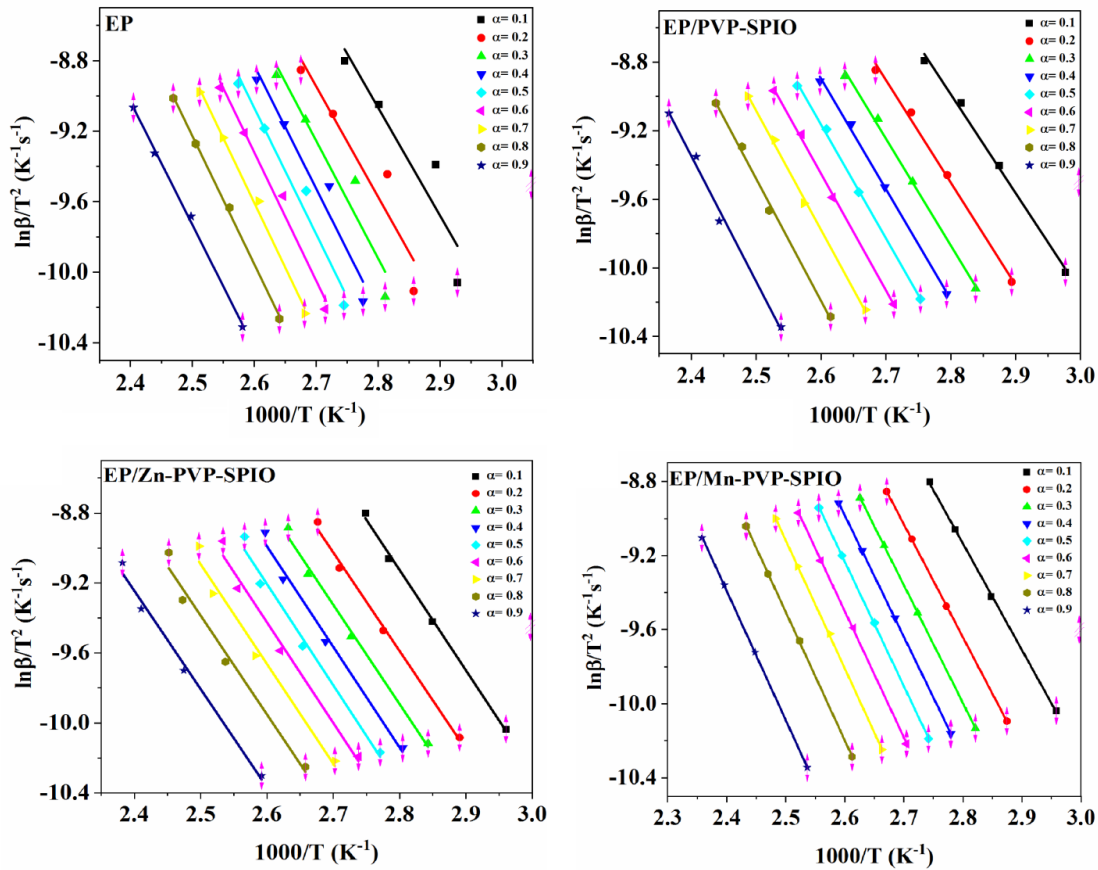 EP
α= 0.1
α= 0.2
α= 0.3
α= 0.4
α= 0.5
α= 0.6
α= 0.7
α= 0.8
α= 0.9
-8.8
-9.2
-9.6
-10.0
-10.4
lnβ/T² (K⁻¹s⁻¹)
2.4 2.5 2.6 2.7 2.8 2.9 3.0
1000/T (K⁻¹)
EP/PVP-SPIO
α= 0.1
α= 0.2
α= 0.3
α= 0.4
α= 0.5
α= 0.6
α= 0.7
α= 0.8
α= 0.9
-8.8
-9.2
-9.6
-10.0
-10.4
lnβ/T² (K⁻¹s⁻¹)
2.4 2.5 2.6 2.7 2.8 2.9 3.0
1000/T (K⁻¹)
EP/Zn-PVP-SPIO
α= 0.1
α= 0.2
α= 0.3
α= 0.4
α= 0.5
α= 0.6
α= 0.7
α= 0.8
α= 0.9
-8.8
-9.2
-9.6
-10.0
-10.4
lnβ/T² (K⁻¹s⁻¹)
2.4 2.5 2.6 2.7 2.8 2.9 3.0
1000/T (K⁻¹)
EP/Mn-PVP-SPIO
α= 0.1
α= 0.2
α= 0.3
α= 0.4
α= 0.5
α= 0.6
α= 0.7
α= 0.8
α= 0.9
-8.8
-9.2
-9.6
-10.0
-10.4
lnβ/T² (K⁻¹s⁻¹)
2.3 2.4 2.5 2.6 2.7 2.8 2.9 3.0
1000/T (K⁻¹)